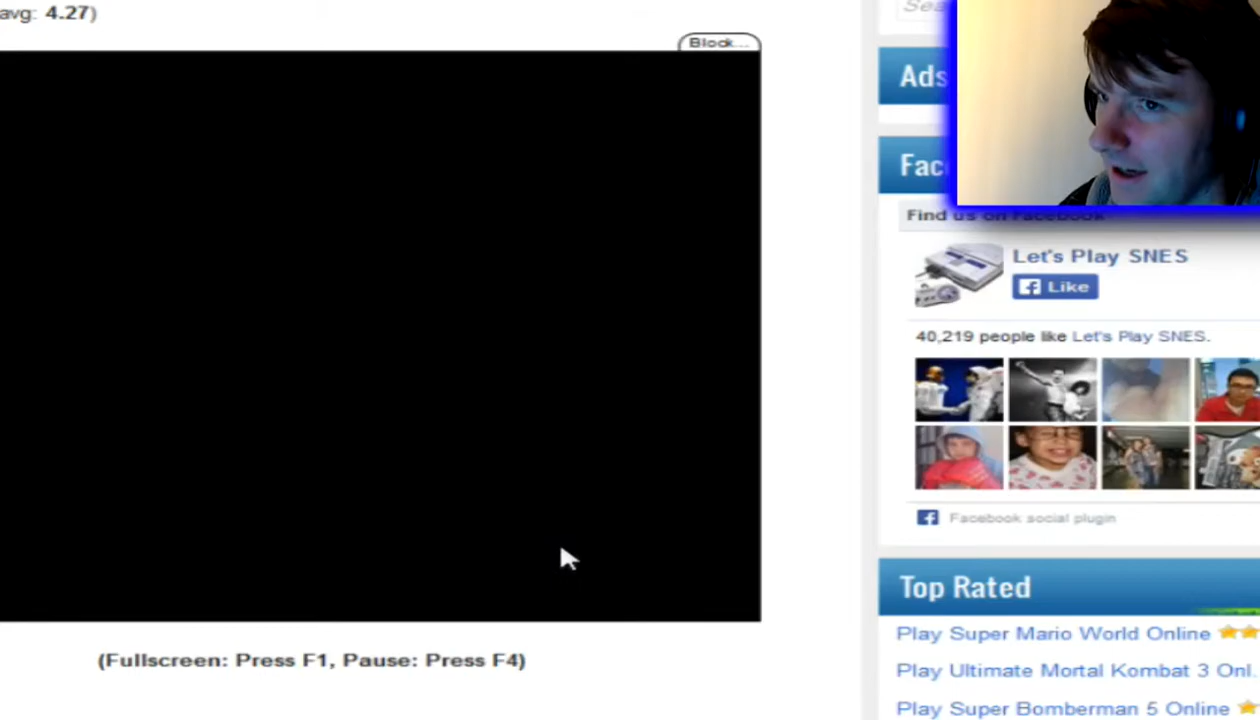 avg: 4.27)
Block...
Ads
Find us on Facebook
Let's Play SNES
Like
40,219 people like Let's Play SNES.
Facebook social plugin
Top Rated
Play Super Mario World Online
Play Ultimate Mortal Kombat 3 Onl.
Play Super Bomberman 5 Online
(Fullscreen: Press F1, Pause: Press F4)